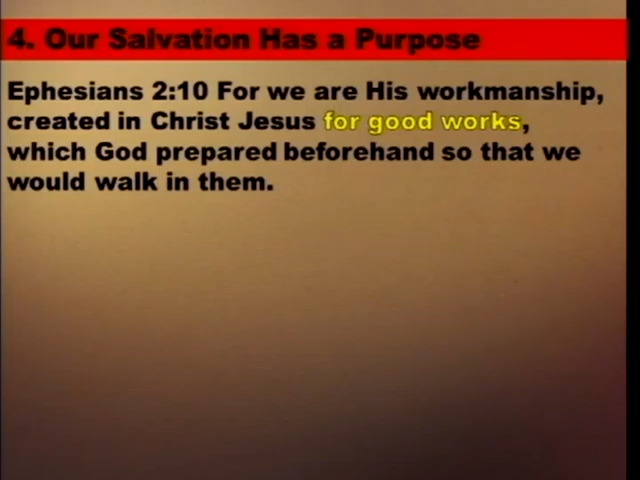 4. Our Salvation Has a Purpose
Ephesians 2:10 For we are His workmanship,
created in Christ Jesus for good works,
which God prepared beforehand so that we
would walk in them.